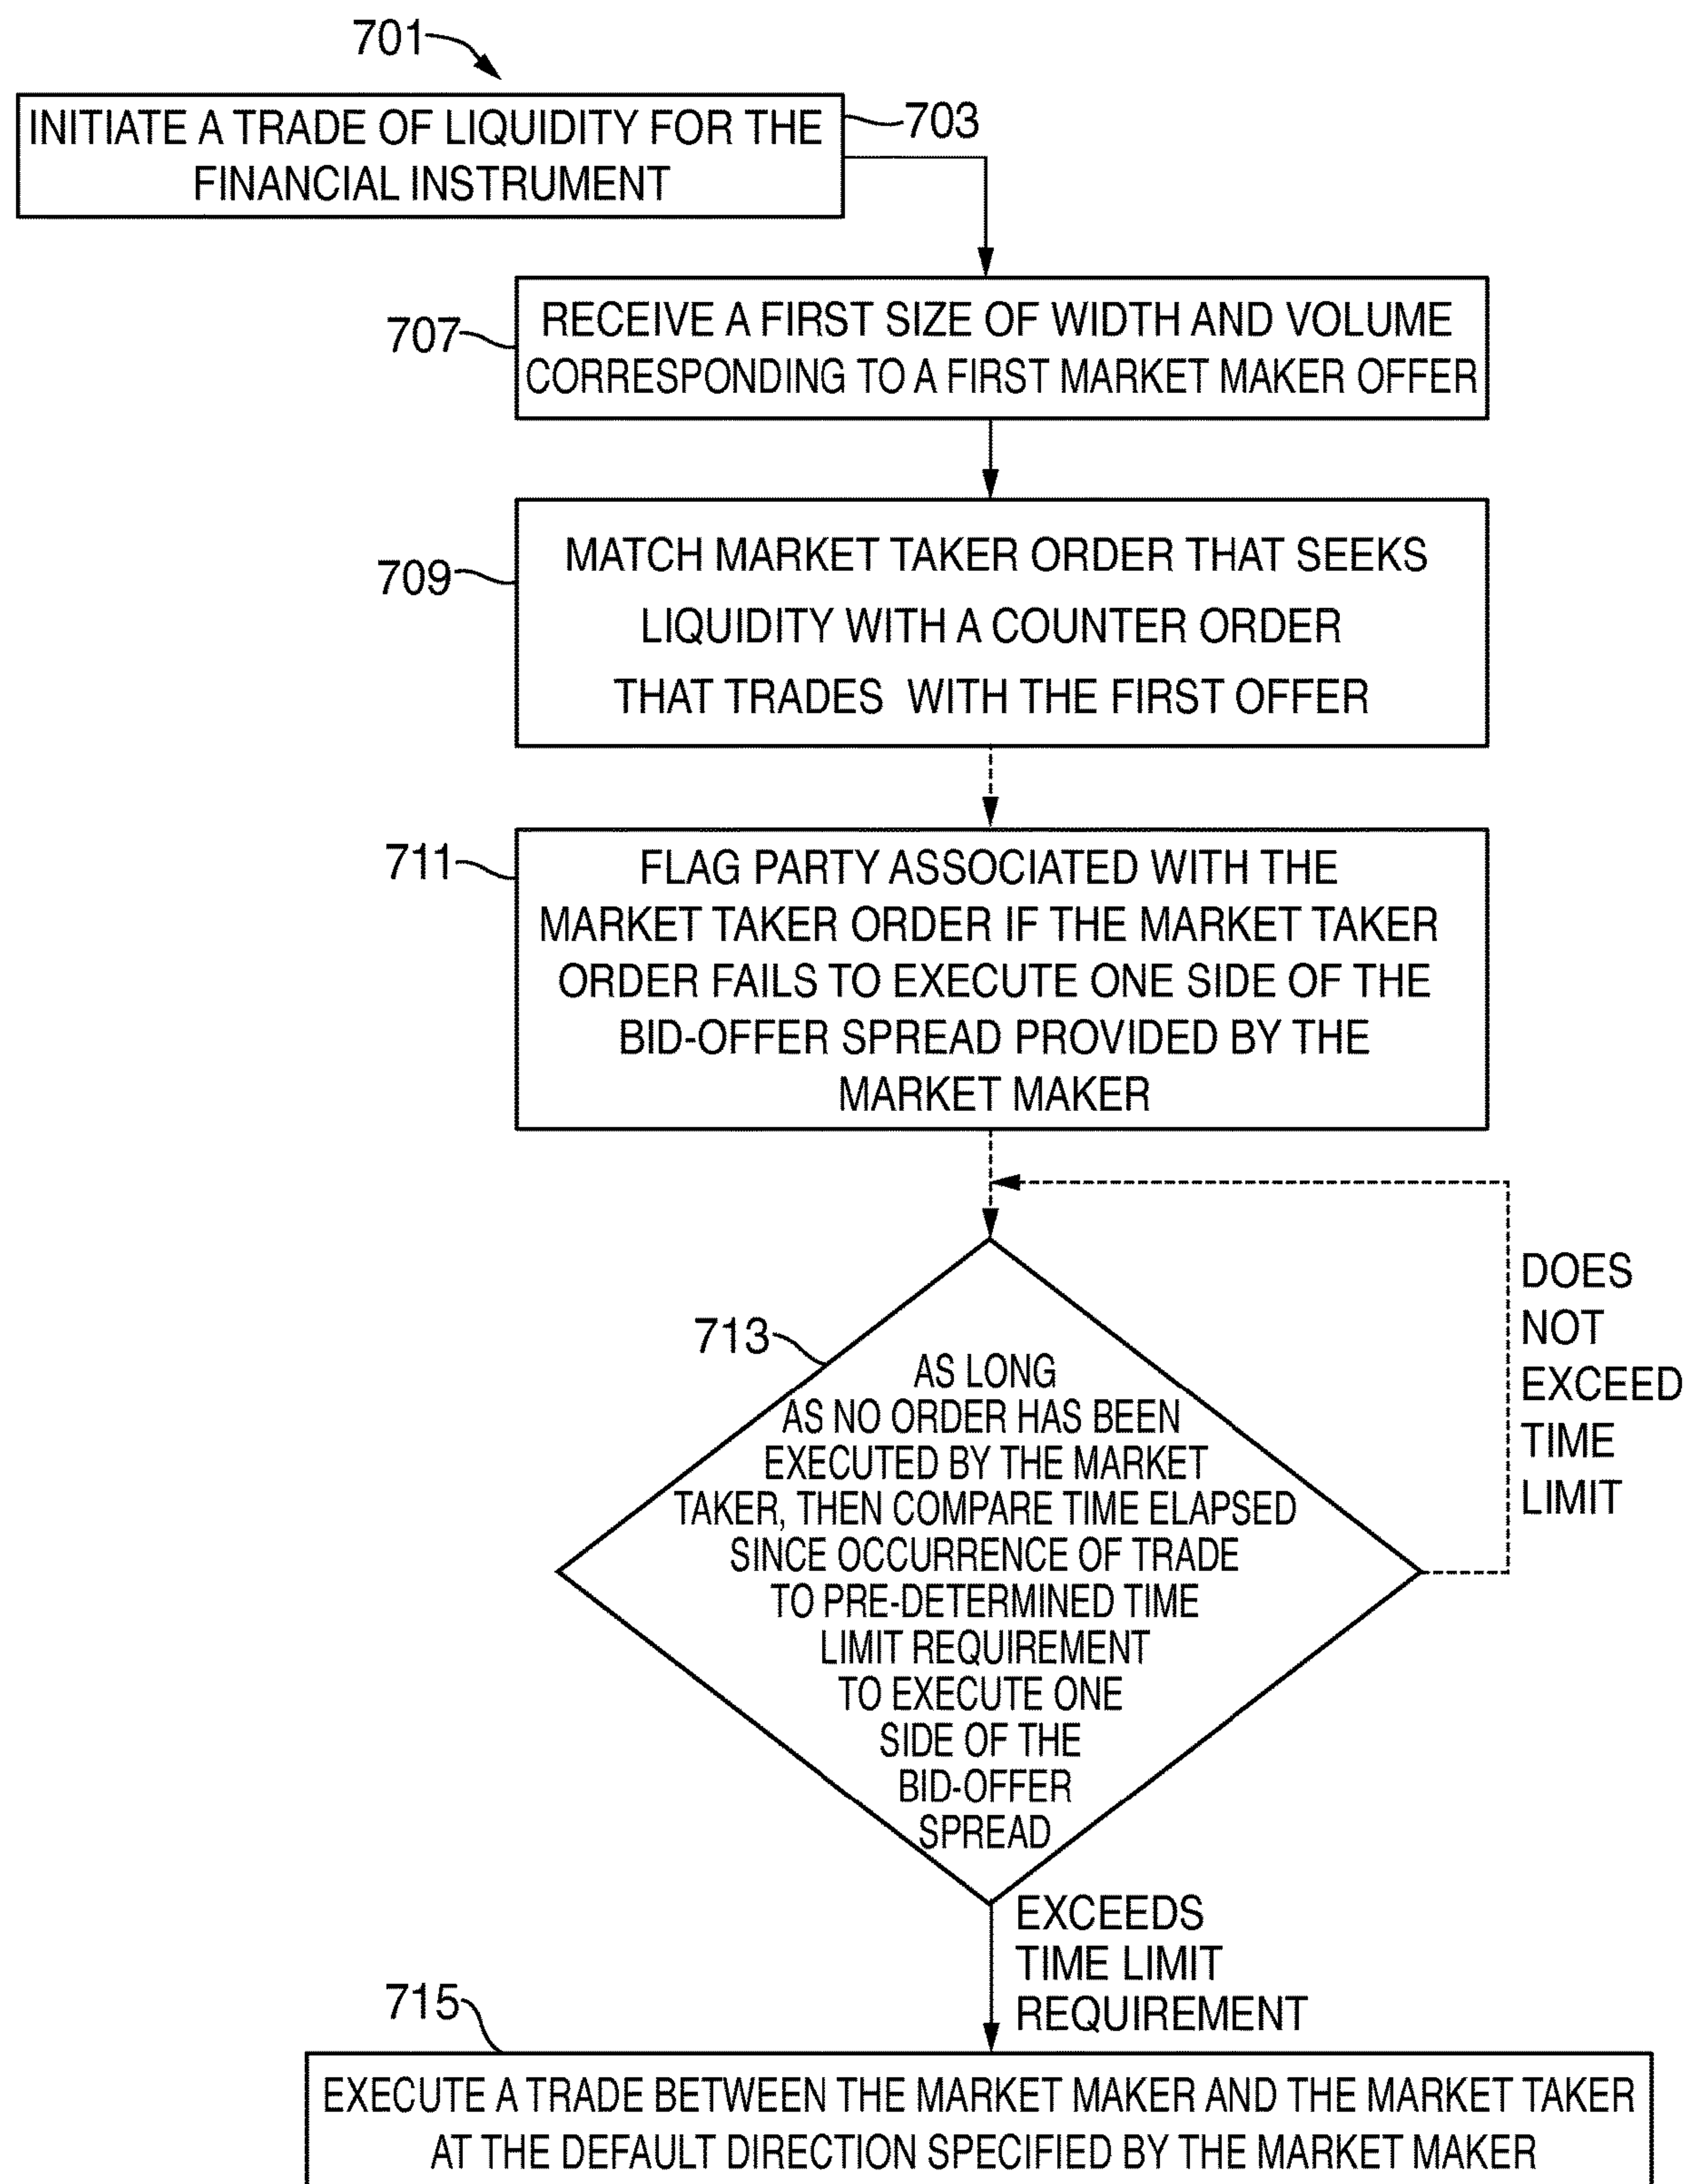 701
INITIATE A TRADE OF LIQUIDITY FOR THE
FINANCIAL INSTRUMENT
703
707
RECEIVE A FIRST SIZE OF WIDTH AND VOLUME
CORRESPONDING TO A FIRST MARKET MAKER OFFER
709
MATCH MARKET TAKER ORDER THAT SEEKS
LIQUIDITY WITH A COUNTER ORDER
THAT TRADES WITH THE FIRST OFFER
711
FLAG PARTY ASSOCIATED WITH THE
MARKET TAKER ORDER IF THE MARKET TAKER
ORDER FAILS TO EXECUTE ONE SIDE OF THE
BID-OFFER SPREAD PROVIDED BY THE
MARKET MAKER
713
AS LONG
AS NO ORDER HAS BEEN
EXECUTED BY THE MARKET
TAKER, THEN COMPARE TIME ELAPSED
SINCE OCCURRENCE OF TRADE
TO PRE-DETERMINED TIME
LIMIT REQUIREMENT
TO EXECUTE ONE
SIDE OF THE
BID-OFFER
SPREAD
DOES
NOT
EXCEED
TIME
LIMIT
EXCEEDS
TIME LIMIT
REQUIREMENT
715
EXECUTE A TRADE BETWEEN THE MARKET MAKER AND THE MARKET TAKER
AT THE DEFAULT DIRECTION SPECIFIED BY THE MARKET MAKER